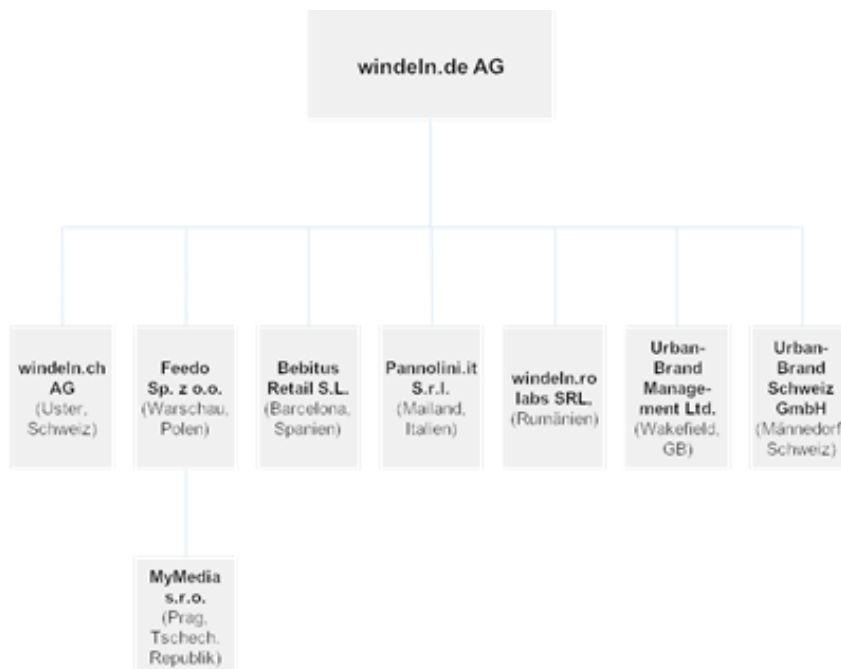 windeln.de AG
windeln.ch
AG
(Uster,
Schweiz)
Feedo
Sp. z o.o.
(Warschau,
Polen)
Bebitus
Retail S.L.
(Barcelona,
Spanien)
Pannolini.it
S.r.l.
(Mailand,
Italien)
windeln.ro
labs SRL.
(Rumänien)
Urban-
Brand
Manage-
ment Ltd.
(Wakefield,
GB)
Urban-
Brand
Schweiz
GmbH
(Männedorf,
Schweiz)
MyMedia
s.r.o.
(Prag,
Tschech.
Republik)